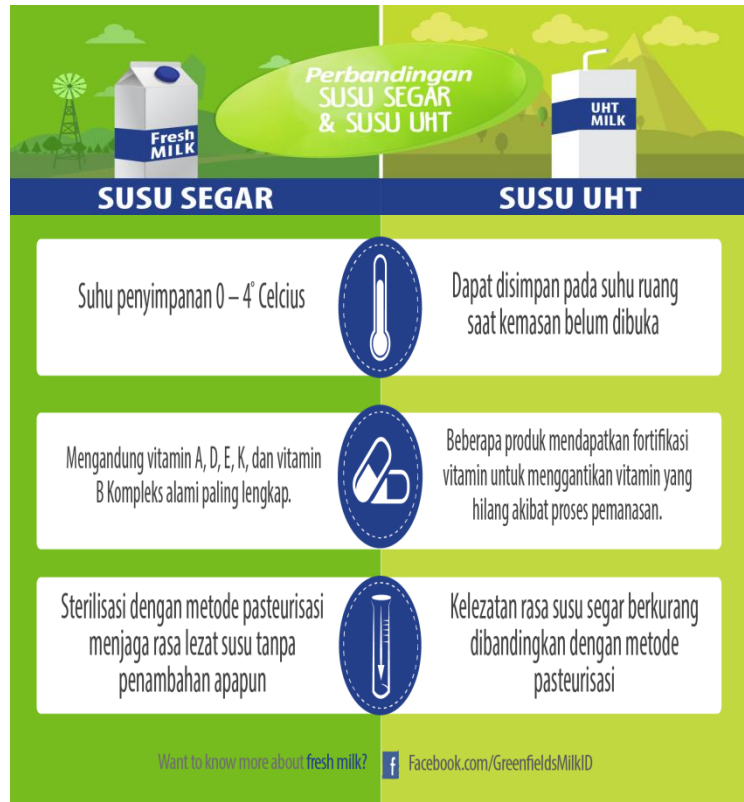 Perbandingan
SUSU SEGAR
& SUSU UHT
Fresh
MILK
UHT
MILK
SUSU SEGAR
SUSU UHT
Suhu penyimpanan 0 – 4° Celcius
Dapat disimpan pada suhu ruang
saat kemasan belum dibuka
Mengandung vitamin A, D, E, K, dan vitamin
B Kompleks alami paling lengkap.
Beberapa produk mendapatkan fortifikasi
vitamin untuk menggantikan vitamin yang
hilang akibat proses pemanasan.
Sterilisasi dengan metode pasteurisasi
menjaga rasa lezat susu tanpa
penambahan apapun
Kelezatan rasa susu segar berkurang
dibandingkan dengan metode
pasteurisasi
Want to know more about fresh milk?
f Facebook.com/GreenfieldsMilkID